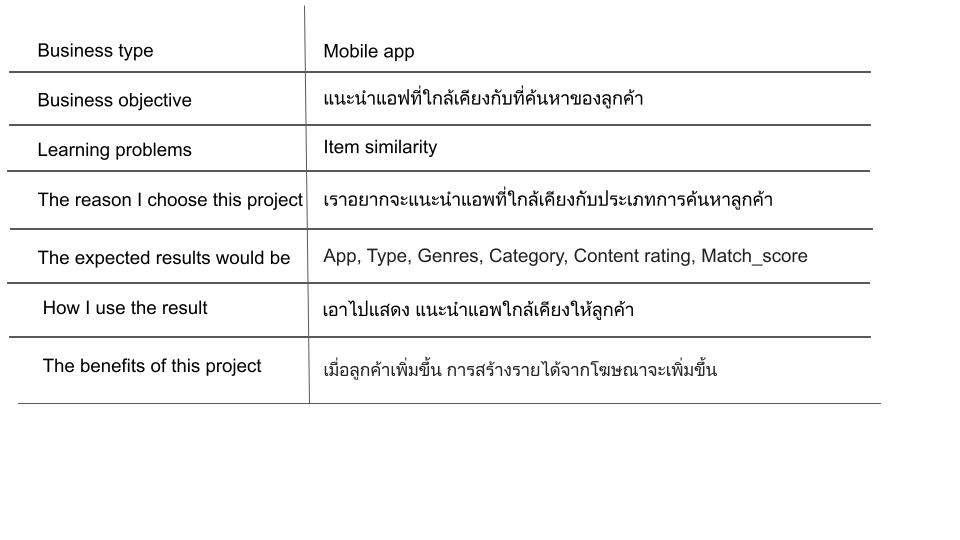 Business type Mobile app
Business objective แนะนำแอฟที่ใกล้เคียงกับที่ค้นหาของลูกค้า
Learning problems Item similarity
The reason I choose this project เราอยากจะแนะนำแอพที่ใกล้เคียงกับประเภทการค้นหาลูกค้า
The expected results would be App, Type, Genres, Category, Content rating, Match_score
How I use the result เอาไปแสดง แนะนำแอพใกล้เคียงให้ลูกค้า
The benefits of this project เมื่อลูกค้าเพิ่มขึ้น การสร้างรายได้จากโฆษณาจะเพิ่มขึ้น